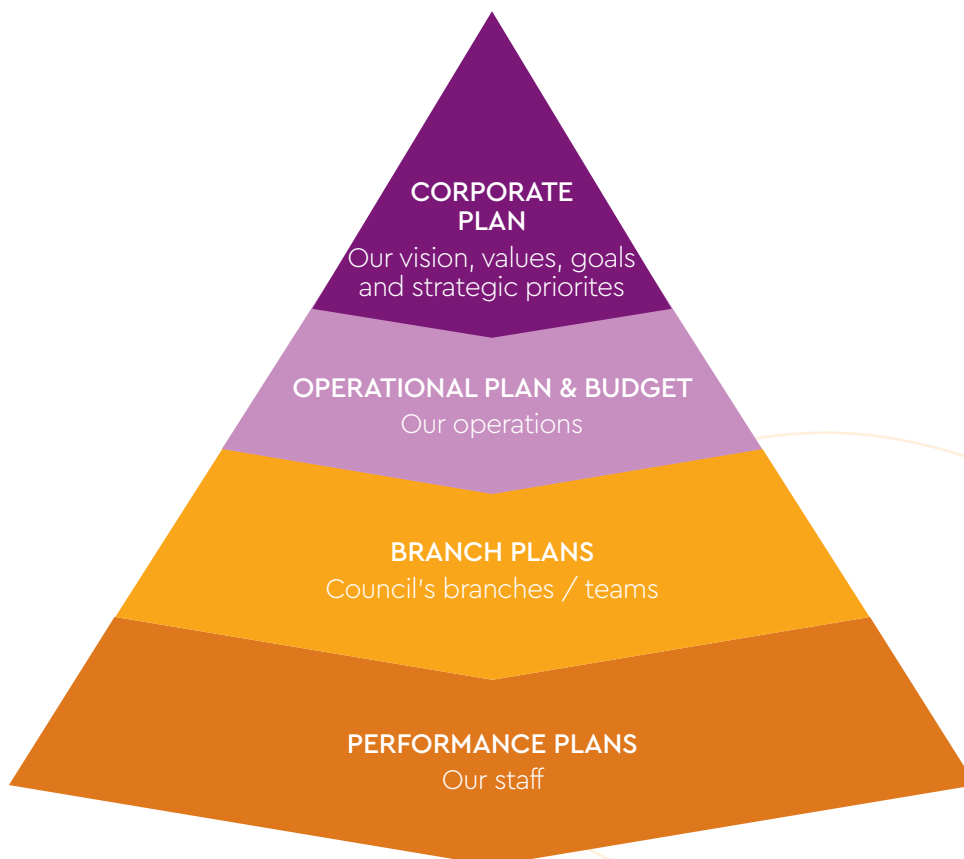 CORPORATE
PLAN
Our vision, values, goals
and strategic priorites
OPERATIONAL PLAN & BUDGET
Our operations
BRANCH PLANS
Council's branches / teams
PERFORMANCE PLANS
Our staff